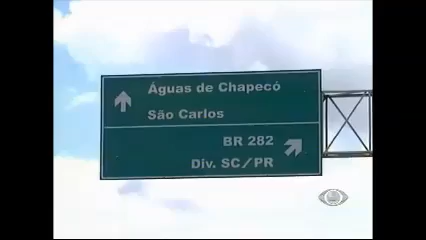 Águas de Chapecó
São Carlos
BR 282
Div. SC/PR